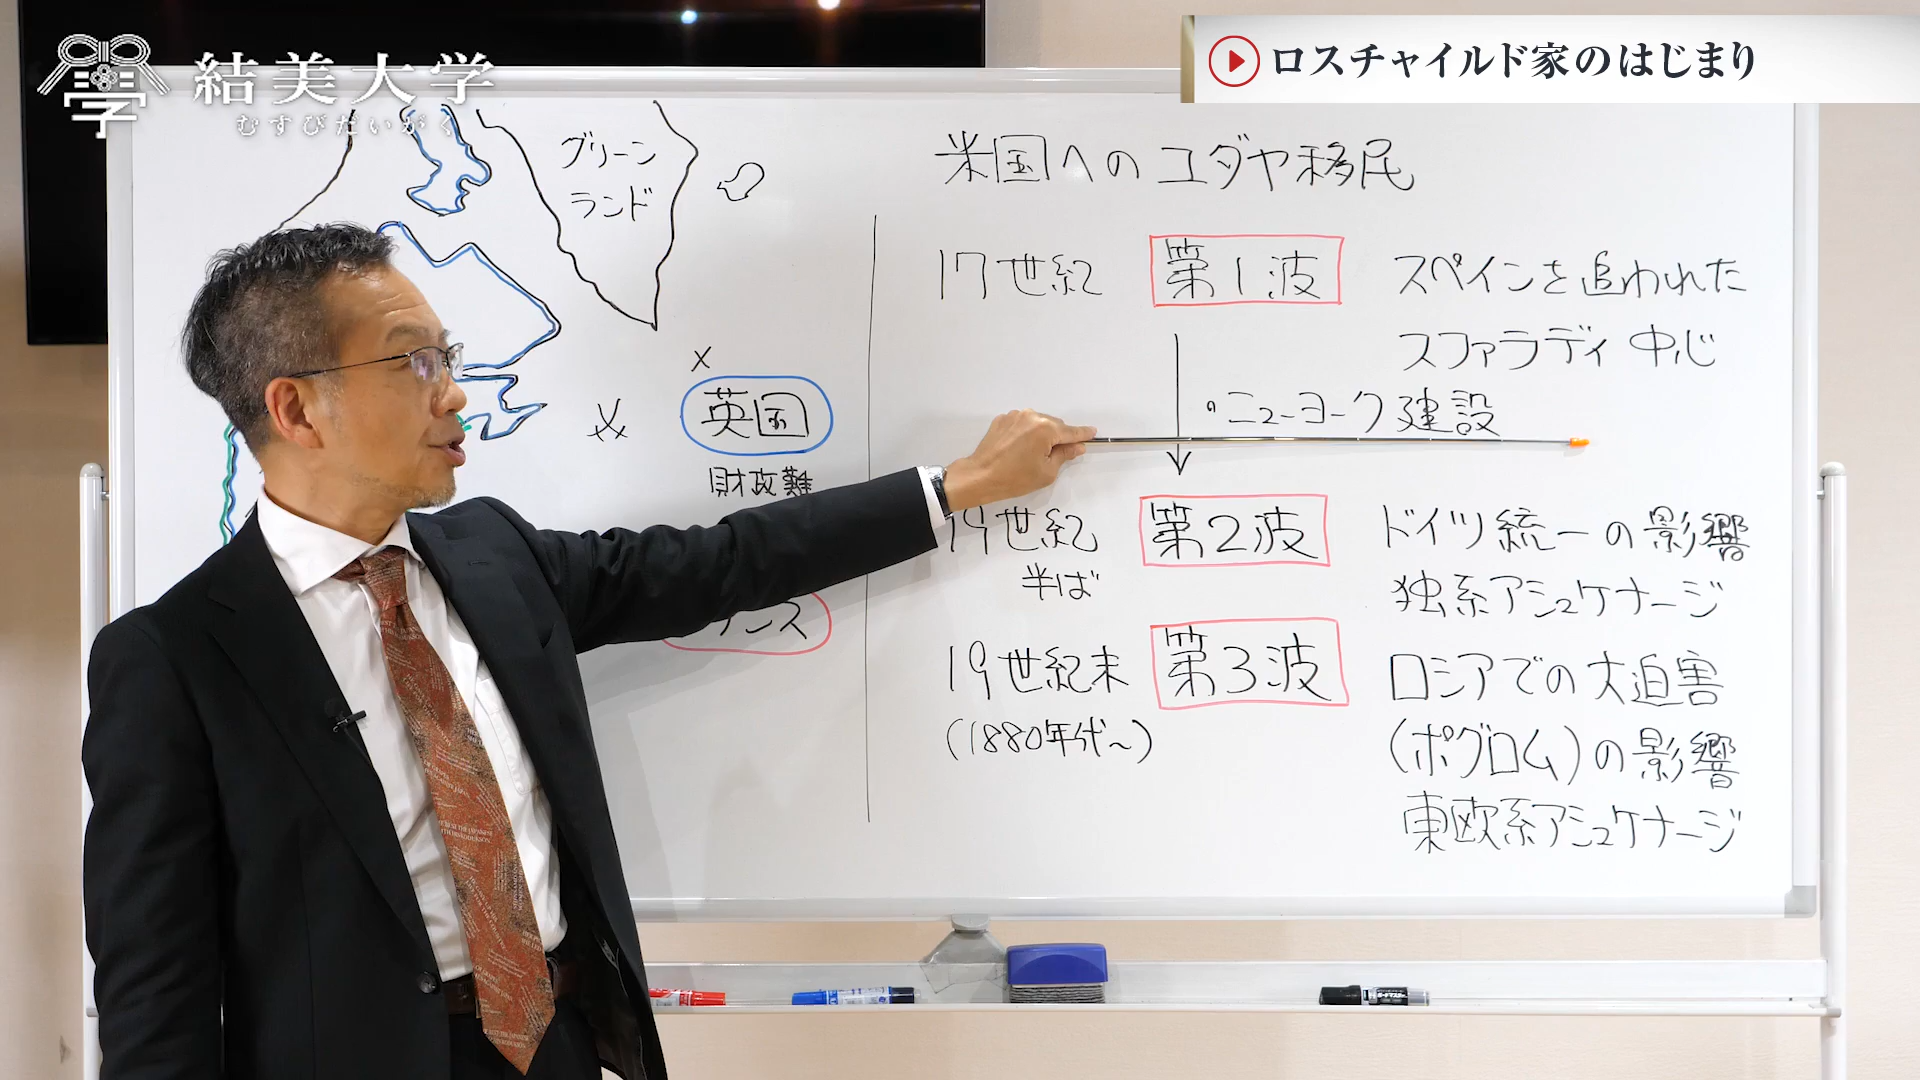 結美大学
むすびだいがく
ロスチャイルド家のはじまり
グリーン
ランド
英国
財政難
米国へのユダヤ移民
17世紀 第1波 スペインを追われた
スファラディ中心
ニューヨーク建設
19世紀 第2波 ドイツ統一の影響
半ば 独系アシュケナージ
19世紀末 第3波 ロシアでの大迫害
(1880年代~) (ポグロム)の影響
東欧系アシュケナージ